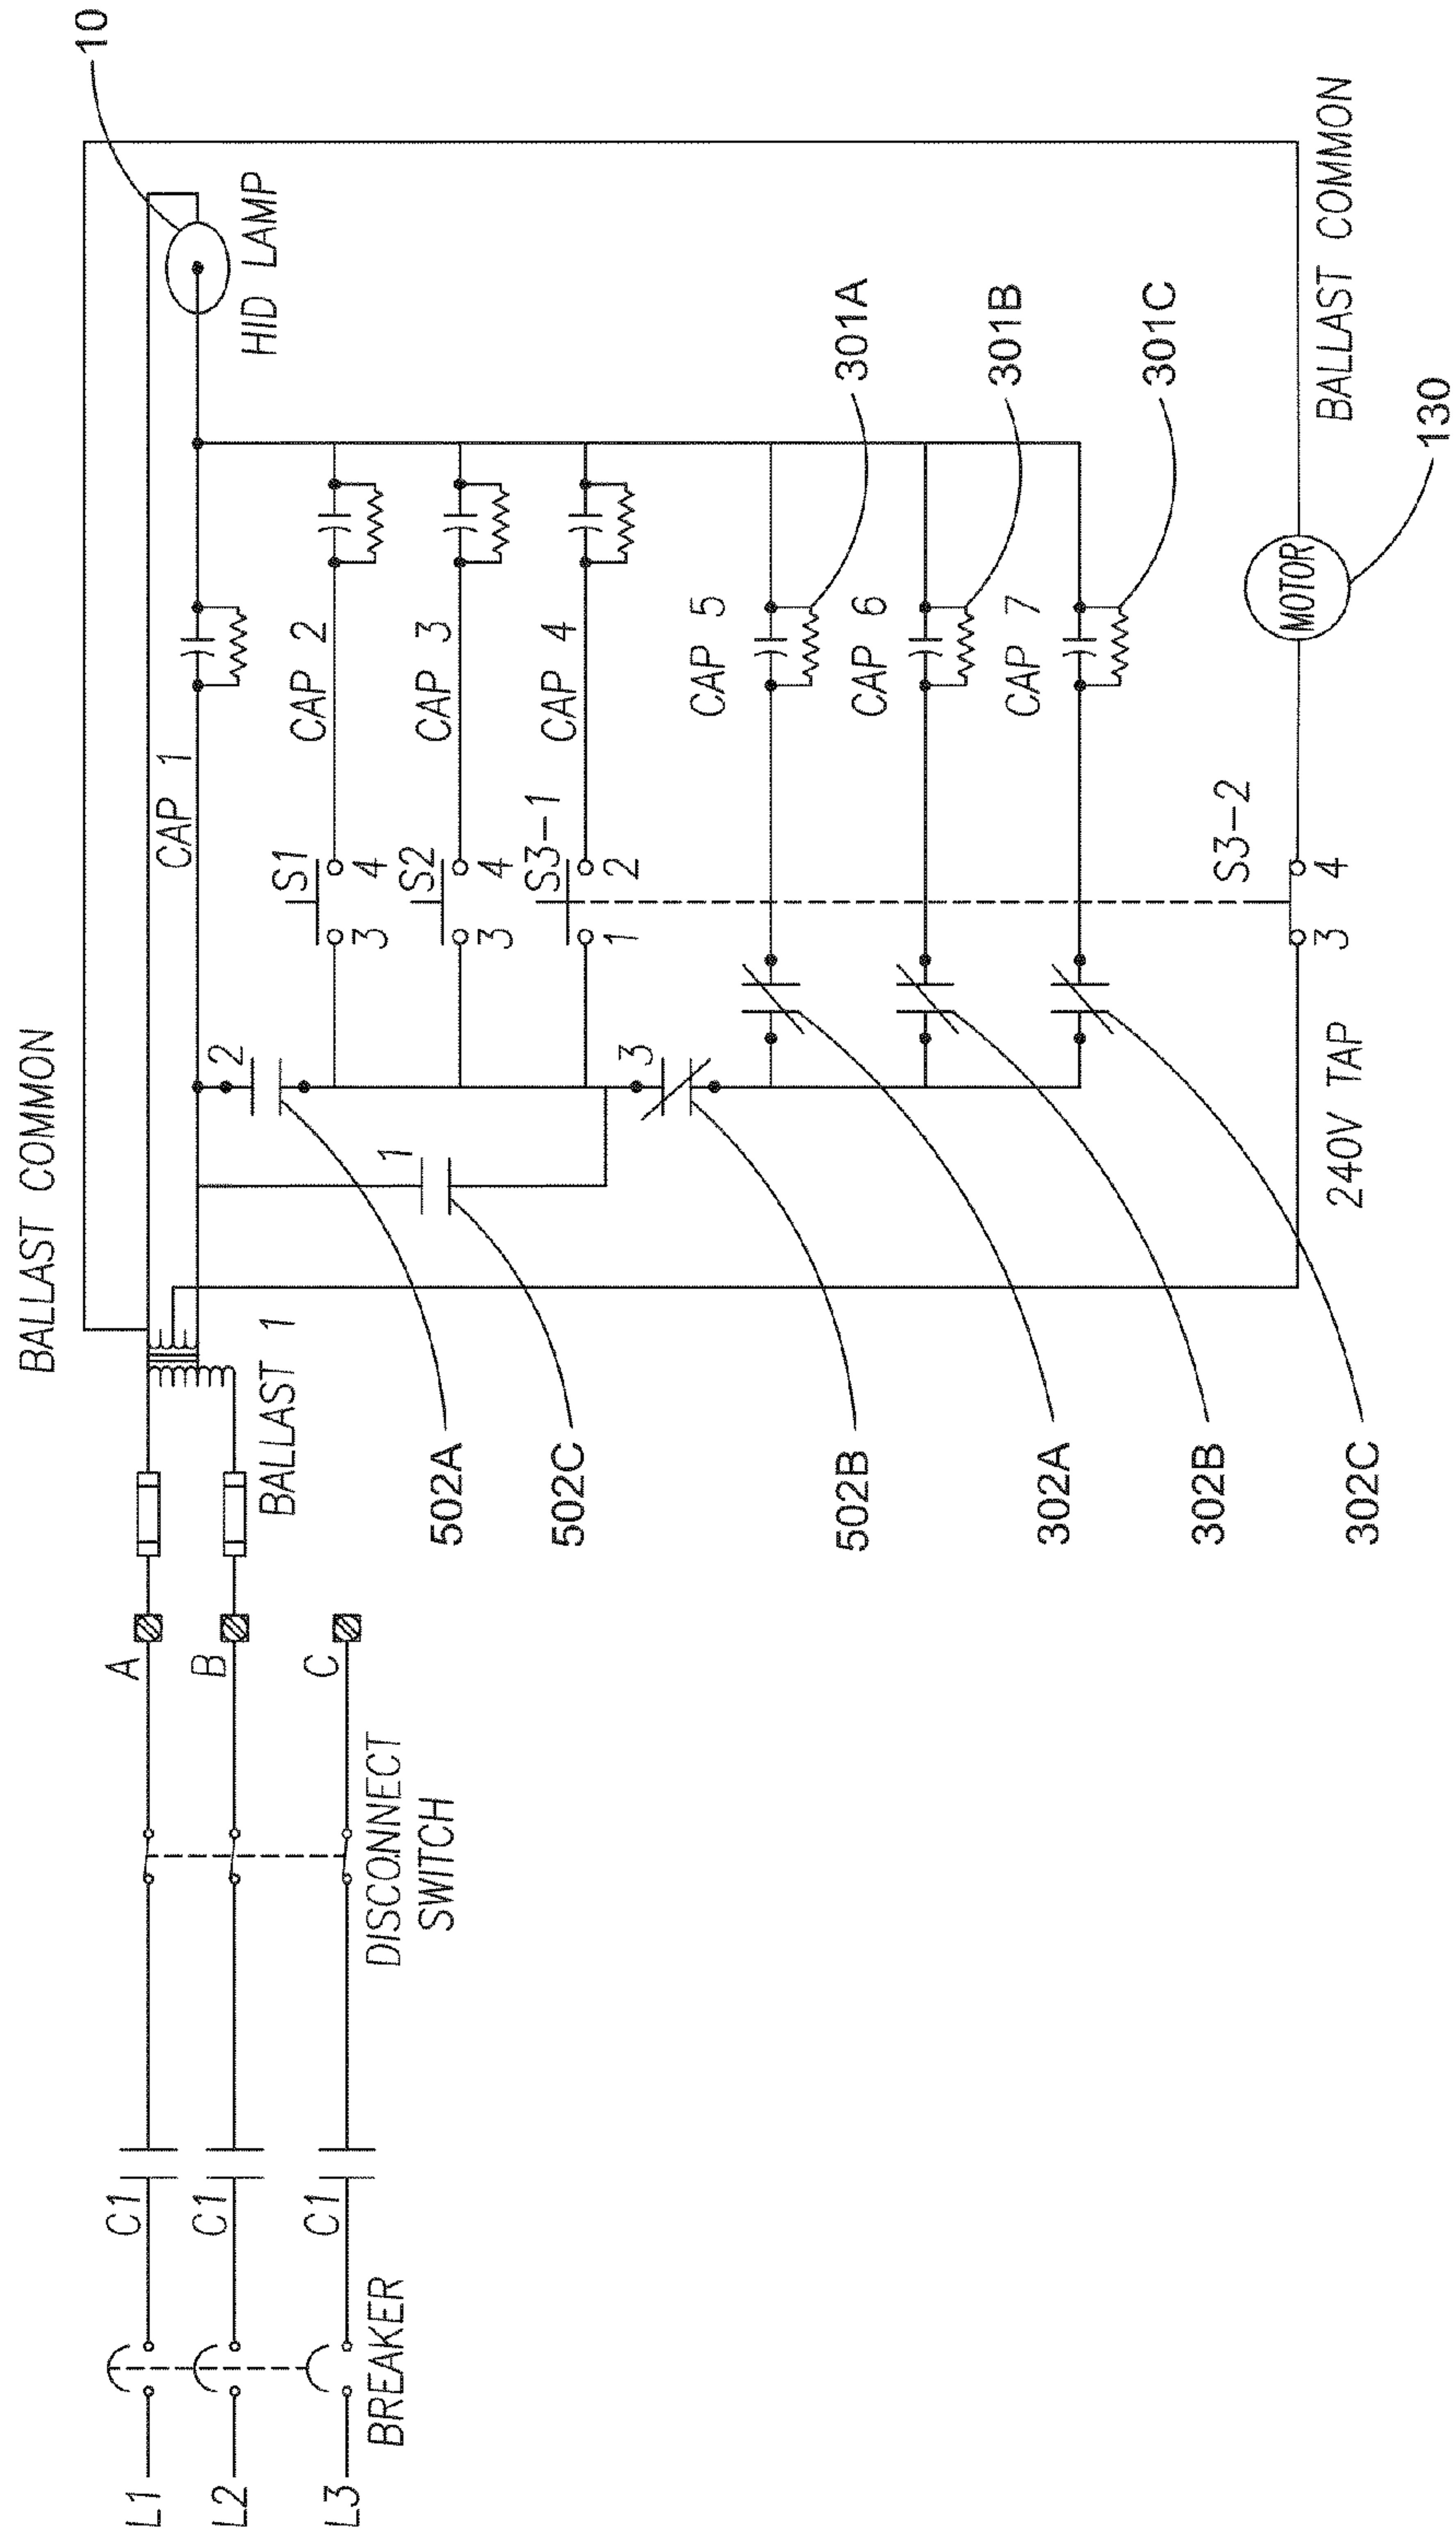 L1
L2
L3
BREAKER
C1
C1
C1
DISCONNECT
SWITCH
A
B
C
BALLAST COMMON
BALLAST 1
502A
502C
502B
302A
302B
302C
1
2
3
240V TAP
CAP 1
S1
3
4
S2
3
4
S3-1
1
2
S3-2
3
4
CAP 2
CAP 3
CAP 4
CAP 5
CAP 6
CAP 7
MOTOR
301A
301B
301C
HID LAMP
10
BALLAST COMMON
130